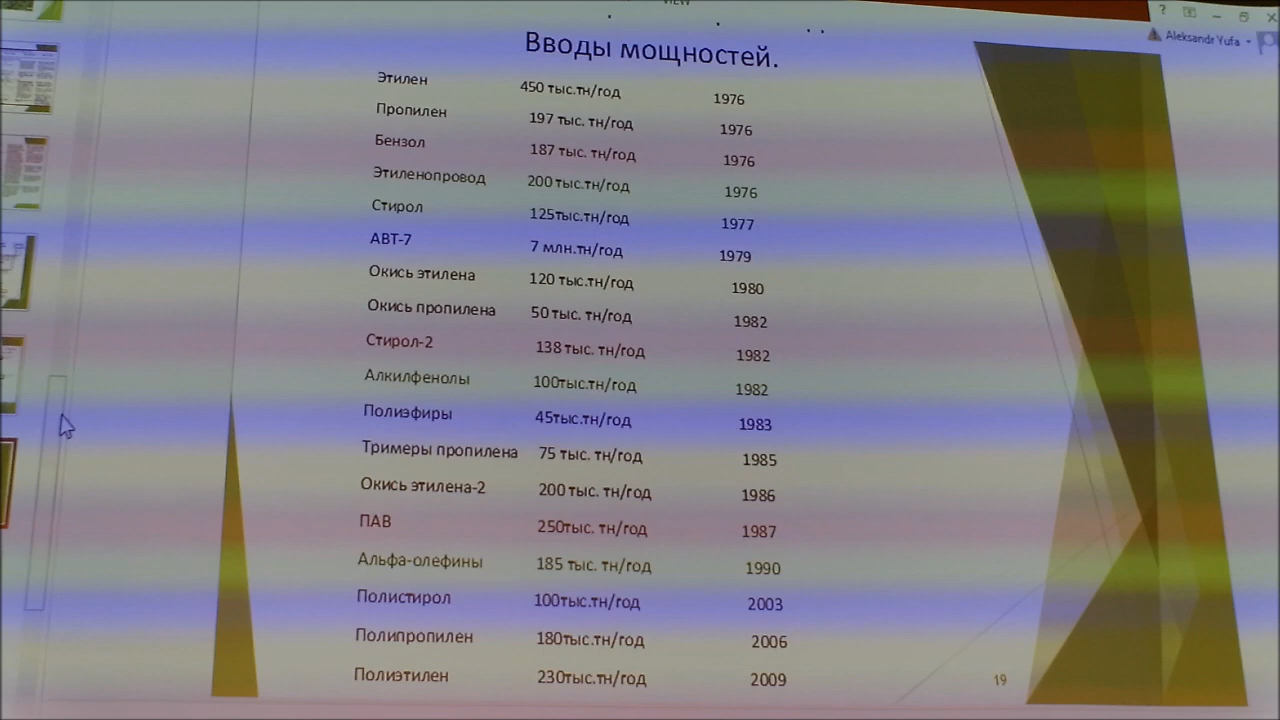 Aleksandr Yufa
Вводы мощностей.
Этилен 450 тыс.тн/год 1976
Пропилен 197 тыс. тн/год 1976
Бензол 187 тыс. тн/год 1976
Этиленопровод 200 тыс.тн/год 1976
Стирол 125тыс.тн/год 1977
АВТ-7 7 млн.тн/год 1979
Окись этилена 120 тыс.тн/год 1980
Окись пропилена 50 тыс. тн/год 1982
Стирол-2 138 тыс. тн/год 1982
Алкилфенолы 100тыс.тн/год 1982
Полиэфиры 45тыс.тн/год 1983
Тримеры пропилена 75 тыс. тн/год 1985
Окись этилена-2 200 тыс. тн/год 1986
ПАВ 250тыс. тн/год 1987
Альфа-олефины 185 тыс. тн/год 1990
Полистирол 100тыс.тн/год 2003
Полипропилен 180тыс.тн/год 2006
Полиэтилен 230тыс.тн/год 2009
19